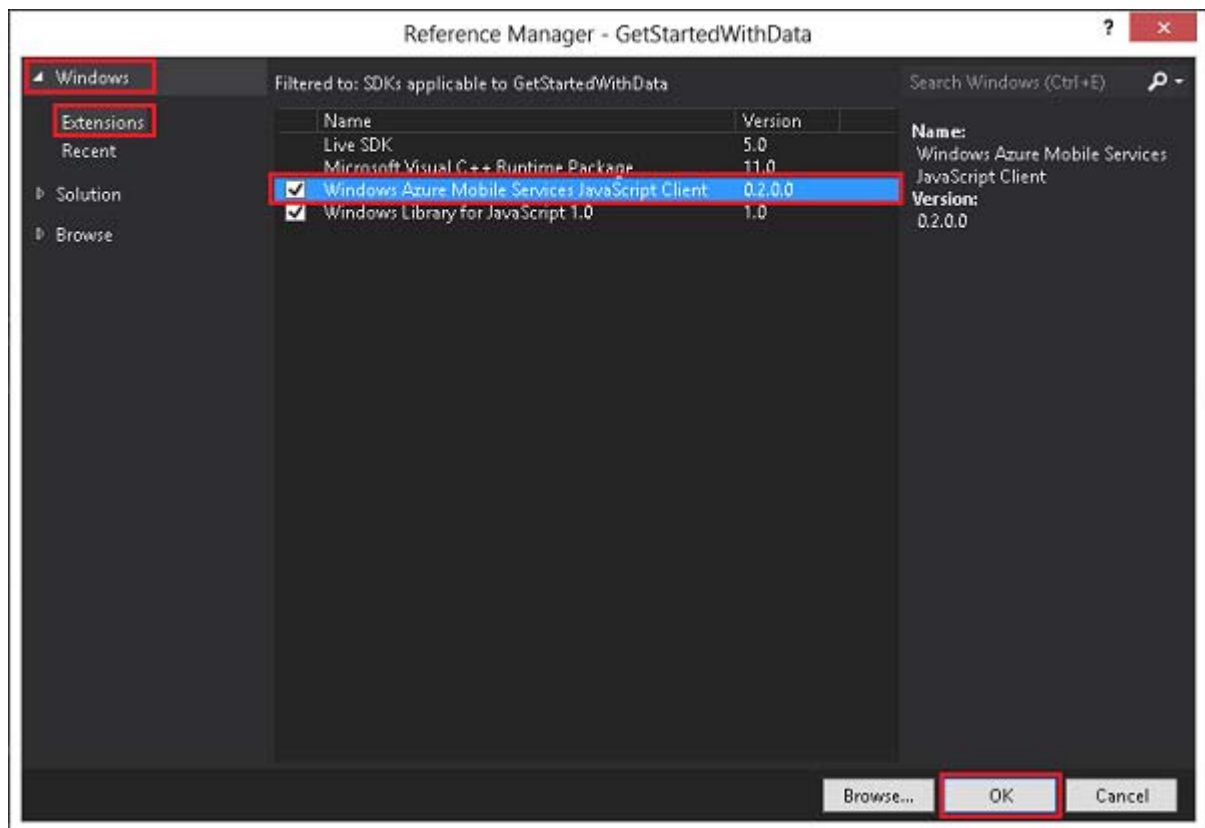 Reference Manager - GetStartedWithData
?
Windows
Extensions
Recent
Solution
Browse
Filtered to: SDKs applicable to GetStartedWithData
Name Version
Live SDK 5.0
Microsoft Visual C++ Runtime Package 11.0
Windows Azure Mobile Services JavaScript Client 0.2.0.0
Windows Library for JavaScript 1.0 1.0
Search Windows (Ctrl+E)
Name:
Windows Azure Mobile Services
JavaScript Client
Version:
0.2.0.0
Browse... OK Cancel